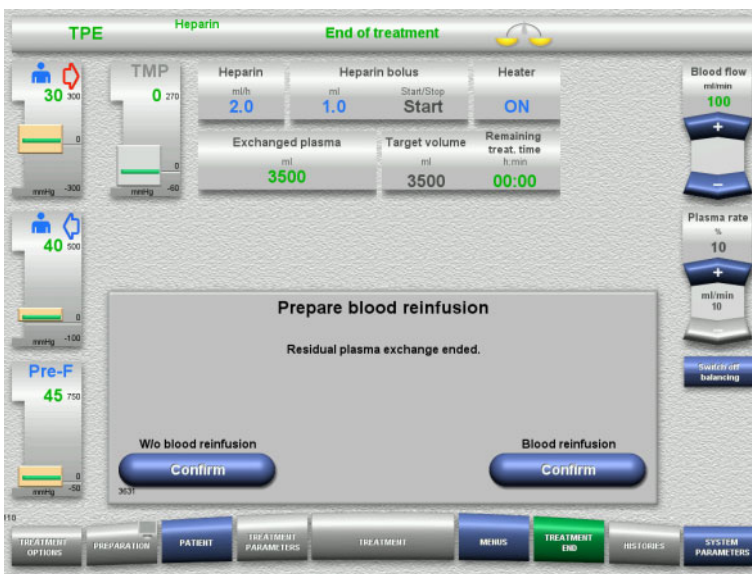 TPE
Heparin
End of treatment
30 300
0
mmHg -300
TMP
0 270
0
mmHg -60
Heparin
ml/h
2.0
Heparin bolus
ml Start/Stop
1.0 Start
Heater
ON
Exchanged plasma
ml
3500
Target volume
ml
3500
Remaining
treat. time
h:min
00:00
Blood flow
ml/min
100
+
–
40 500
0
mmHg -100
Plasma rate
%
10
+
ml/min
10
–
Switch off
balancing
Pre-F
45 750
0
mmHg -50
Prepare blood reinfusion
Residual plasma exchange ended.
W/o blood reinfusion
Confirm
Blood reinfusion
Confirm
3631
110
TREATMENT
OPTIONS
PREPARATION
PATIENT
TREATMENT
PARAMETERS
TREATMENT
MENUS
TREATMENT
END
HISTORIES
SYSTEM
PARAMETERS